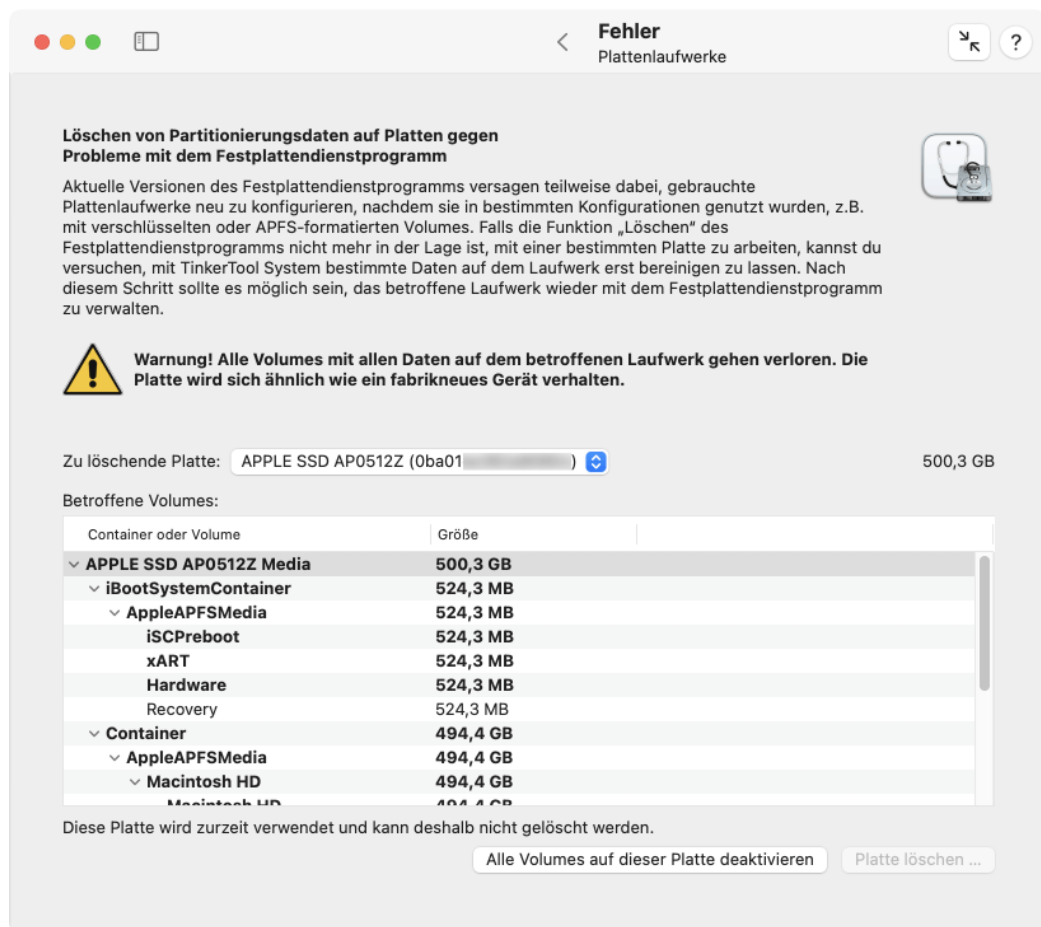 Fehler
Plattenlaufwerke
?
Löschen von Partitionierungsdaten auf Platten gegen
Probleme mit dem Festplattendienstprogramm
Aktuelle Versionen des Festplattendienstprogramms versagen teilweise dabei, gebrauchte
Plattenlaufwerke neu zu konfigurieren, nachdem sie in bestimmten Konfigurationen genutzt wurden, z.B.
mit verschlüsselten oder APFS-formatierten Volumes. Falls die Funktion „Löschen" des
Festplattendienstprogramms nicht mehr in der Lage ist, mit einer bestimmten Platte zu arbeiten, kannst du
versuchen, mit TinkerTool System bestimmte Daten auf dem Laufwerk erst bereinigen zu lassen. Nach
diesem Schritt sollte es möglich sein, das betroffene Laufwerk wieder mit dem Festplattendienstprogramm
zu verwalten.
Warnung! Alle Volumes mit allen Daten auf dem betroffenen Laufwerk gehen verloren. Die
Platte wird sich ähnlich wie ein fabrikneues Gerät verhalten.
Zu löschende Platte: APPLE SSD AP0512Z (0ba01 ) 500,3 GB
Betroffene Volumes:
Container oder Volume Größe
APPLE SSD AP0512Z Media 500,3 GB
iBootSystemContainer 524,3 MB
AppleAPFSMedia 524,3 MB
iSCPreboot 524,3 MB
xART 524,3 MB
Hardware 524,3 MB
Recovery 524,3 MB
Container 494,4 GB
AppleAPFSMedia 494,4 GB
Macintosh HD 494,4 GB
Macintosh HD 494,4 GB
Diese Platte wird zurzeit verwendet und kann deshalb nicht gelöscht werden.
Alle Volumes auf dieser Platte deaktivieren Platte löschen ...